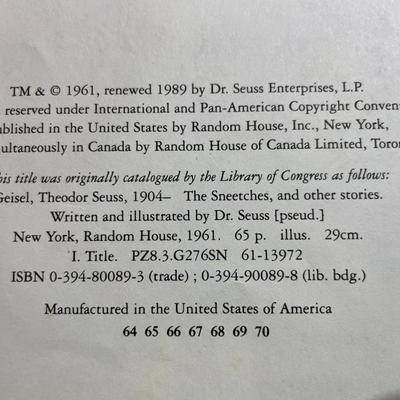 TM & © 1961, renewed 1989 by Dr. Seuss Enterprises, L.P.
reserved under International and Pan-American Copyright Convent
ublished in the United States by Random House, Inc., New York,
ultaneously in Canada by Random House of Canada Limited, Toron
his title was originally catalogued by the Library of Congress as follows:
Geisel, Theodor Seuss, 1904– The Sneetches, and other stories.
Written and illustrated by Dr. Seuss [pseud.]
New York, Random House, 1961. 65 p. illus. 29cm.
I. Title. PZ8.3.G276SN 61-13972
ISBN 0-394-80089-3 (trade) ; 0-394-90089-8 (lib. bdg.)
Manufactured in the United States of America
64 65 66 67 68 69 70